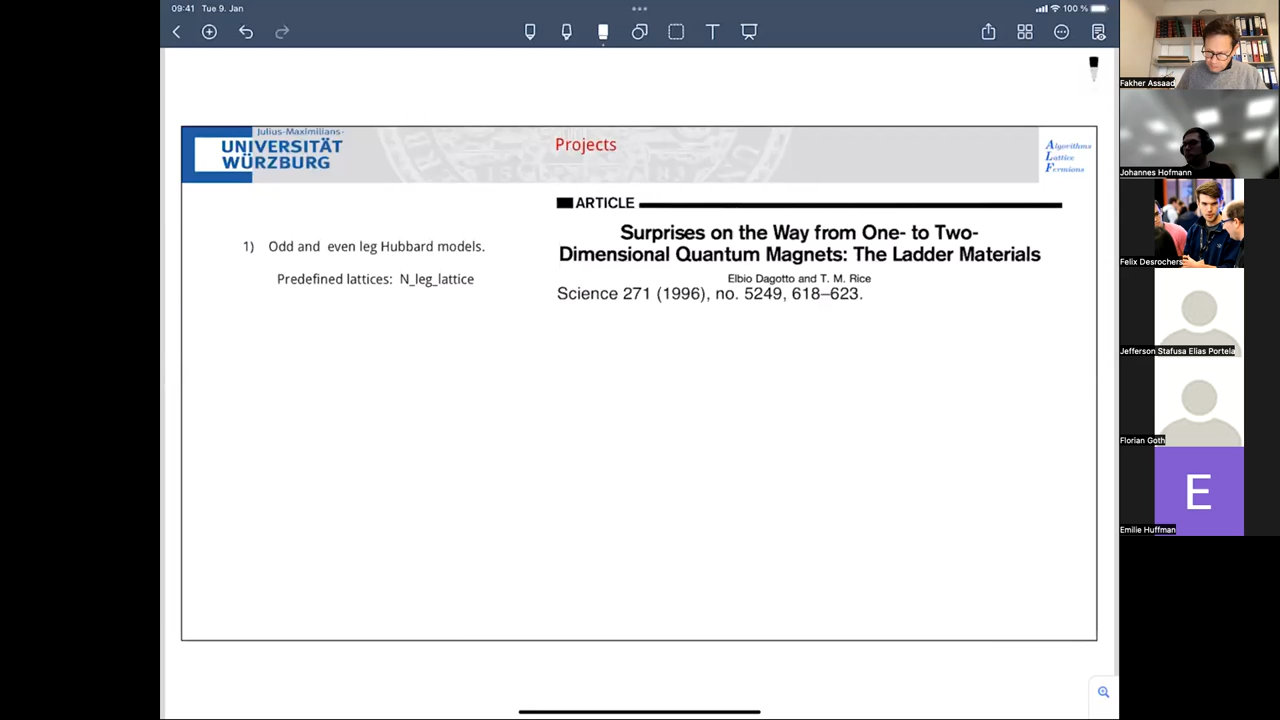 09:41 Tue 9. Jan
100 %
Julius-Maximilians-
UNIVERSITÄT
WÜRZBURG
Projects
Algorithms
Lattice
Fermions
ARTICLE
Surprises on the Way from One- to Two-
Dimensional Quantum Magnets: The Ladder Materials
Elbio Dagotto and T. M. Rice
Science 271 (1996), no. 5249, 618–623.
1) Odd and even leg Hubbard models.
Predefined lattices: N_leg_lattice
Fakher Assaad
Johannes Hofmann
Felix Desrochers
Jefferson Stafusa Elias Portela
Florian Goth
E
Emilie Huffman